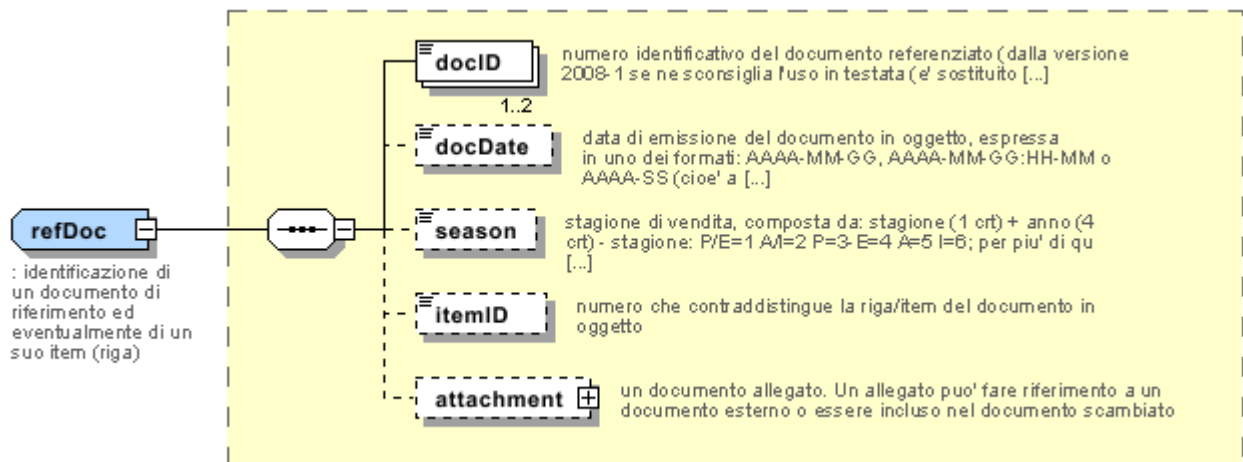 docID
numero identificativo del documento referenziato (dalla versione
2008-1 se ne sconsiglia l'uso in testata (e' sostituito [...]
1..2
docDate
data di emissione del documento in oggetto, espressa
in uno dei formati: AAAA-MM-GG, AAAA-MM-GG:HH-MM o
AAAA-SS (cioe' a [...]
season
stagione di vendita, composta da: stagione (1 crt) + anno (4
crt) - stagione: P/E=1 A/I=2 P=3- E=4 A=5 I=6; per piu' di qu
[...]
refDoc
: identificazione di
un documento di
riferimento ed
eventualmente di un
suo item (riga)
itemID
numero che contraddistingue la riga/item del documento in
oggetto
attachment
un documento allegato. Un allegato puo' fare riferimento a un
documento esterno o essere incluso nel documento scambiato